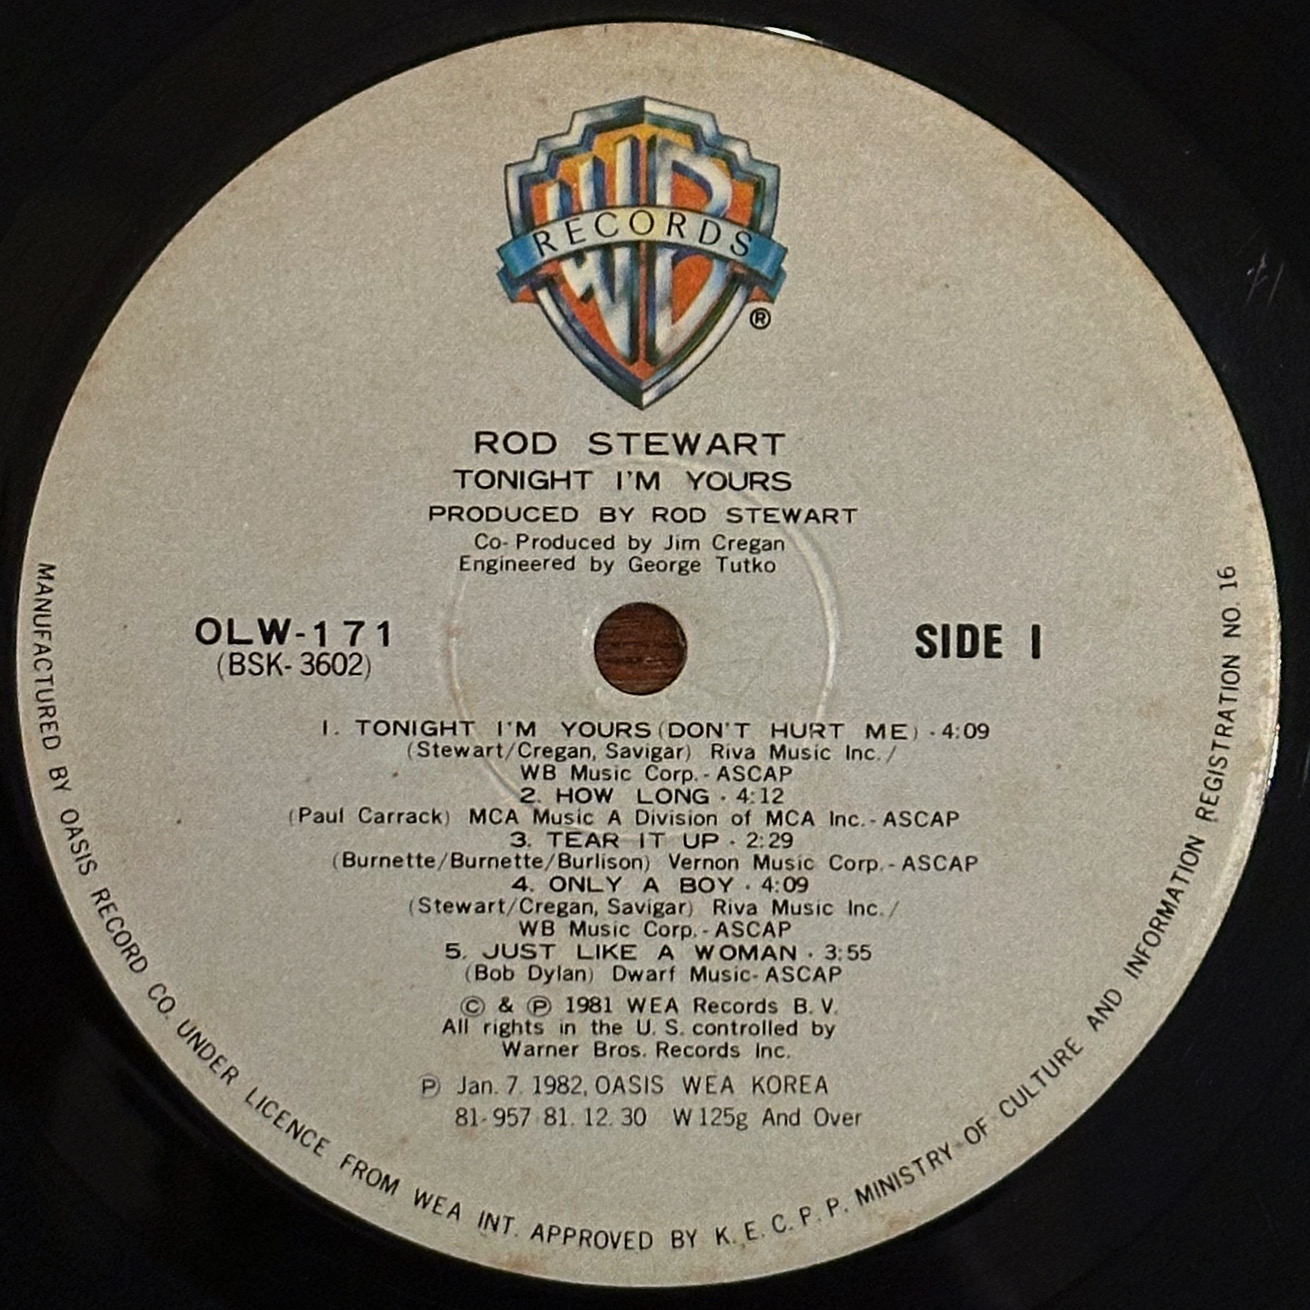 WB
RECORDS
®
ROD STEWART
TONIGHT I'M YOURS
PRODUCED BY ROD STEWART
Co-Produced by Jim Cregan
Engineered by George Tutko
OLW-171
(BSK-3602)
SIDE 1
1. TONIGHT I'M YOURS (DON'T HURT ME) · 4:09
(Stewart/Cregan, Savigar) Riva Music Inc./
WB Music Corp.-ASCAP
2. HOW LONG · 4:12
(Paul Carrack) MCA Music A Division of MCA Inc.-ASCAP
3. TEAR IT UP · 2:29
(Burnette/Burnette/Burlison) Vernon Music Corp.-ASCAP
4. ONLY A BOY · 4:09
(Stewart/Cregan, Savigar) Riva Music Inc./
WB Music Corp.-ASCAP
5. JUST LIKE A WOMAN · 3:55
(Bob Dylan) Dwarf Music-ASCAP
© & ℗ 1981 WEA Records B.V.
All rights in the U.S. controlled by
Warner Bros. Records Inc.
℗ Jan. 7. 1982, OASIS WEA KOREA
81-957 81. 12. 30 W125g And Over
MANUFACTURED BY OASIS RECORD CO. UNDER LICENCE FROM WEA INT. APPROVED BY K.E.C.P.P. MINISTRY OF CULTURE AND INFORMATION REGISTRATION NO. 16